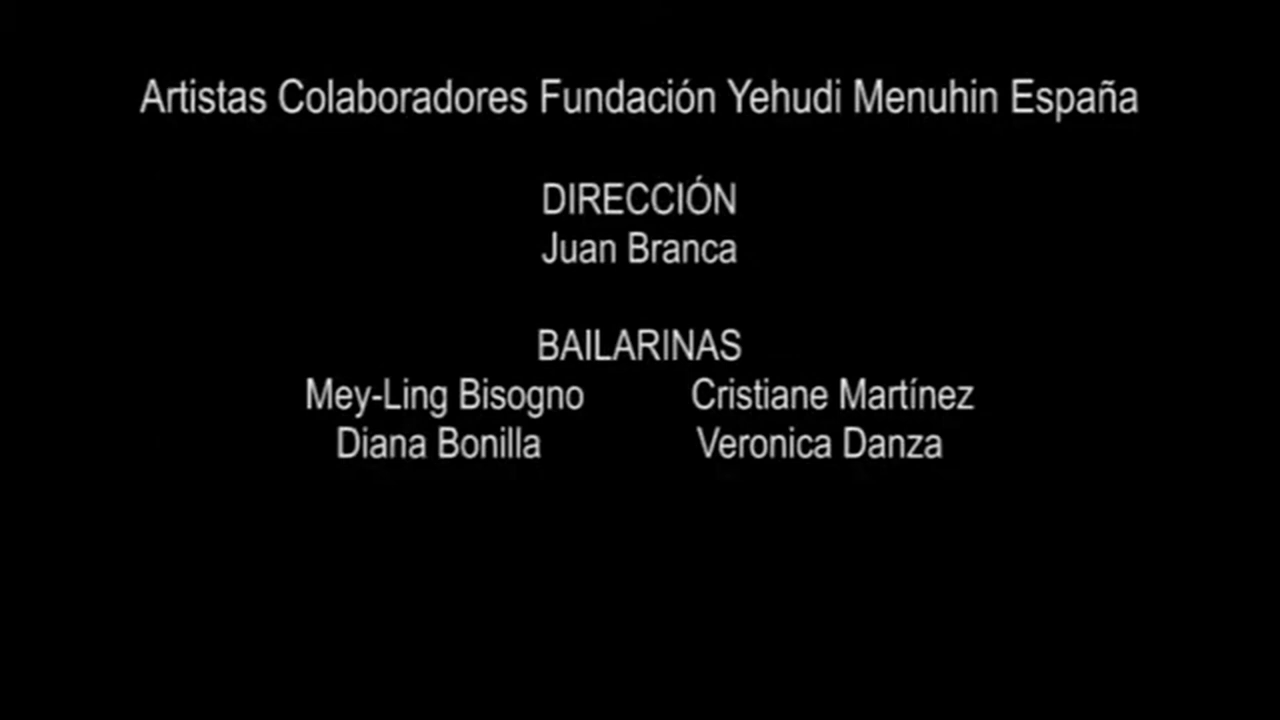 Artistas Colaboradores Fundación Yehudi Menuhin España
DIRECCIÓN
Juan Branca
BAILARINAS
Mey-Ling Bisogno Cristiane Martínez
Diana Bonilla Veronica Danza